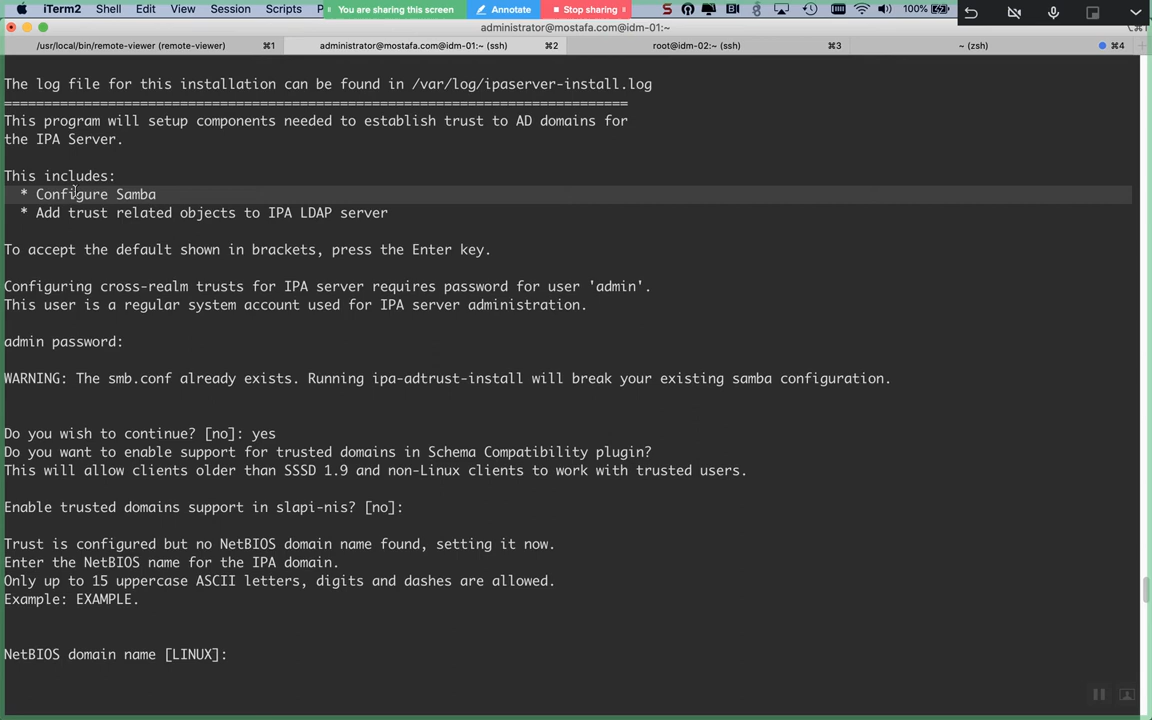 iTerm2 Shell Edit View Session Scripts P
You are sharing this screen Annotate Stop sharing
100%
administrator@mostafa.com@idm-01:~ (ssh)
/usr/local/bin/remote-viewer (remote-viewer) ⌘1 administrator@mostafa.com@idm-01:~ (ssh) ⌘2 root@idm-02:~ (ssh) ⌘3 ~ (zsh) ⌘4
The log file for this installation can be found in /var/log/ipaserver-install.log
==============================================================================
This program will setup components needed to establish trust to AD domains for
the IPA Server.
This includes:
* Configure Samba
* Add trust related objects to IPA LDAP server
To accept the default shown in brackets, press the Enter key.
Configuring cross-realm trusts for IPA server requires password for user 'admin'.
This user is a regular system account used for IPA server administration.
admin password:
WARNING: The smb.conf already exists. Running ipa-adtrust-install will break your existing samba configuration.
Do you wish to continue? [no]: yes
Do you want to enable support for trusted domains in Schema Compatibility plugin?
This will allow clients older than SSSD 1.9 and non-Linux clients to work with trusted users.
Enable trusted domains support in slapi-nis? [no]:
Trust is configured but no NetBIOS domain name found, setting it now.
Enter the NetBIOS name for the IPA domain.
Only up to 15 uppercase ASCII letters, digits and dashes are allowed.
Example: EXAMPLE.
NetBIOS domain name [LINUX]: